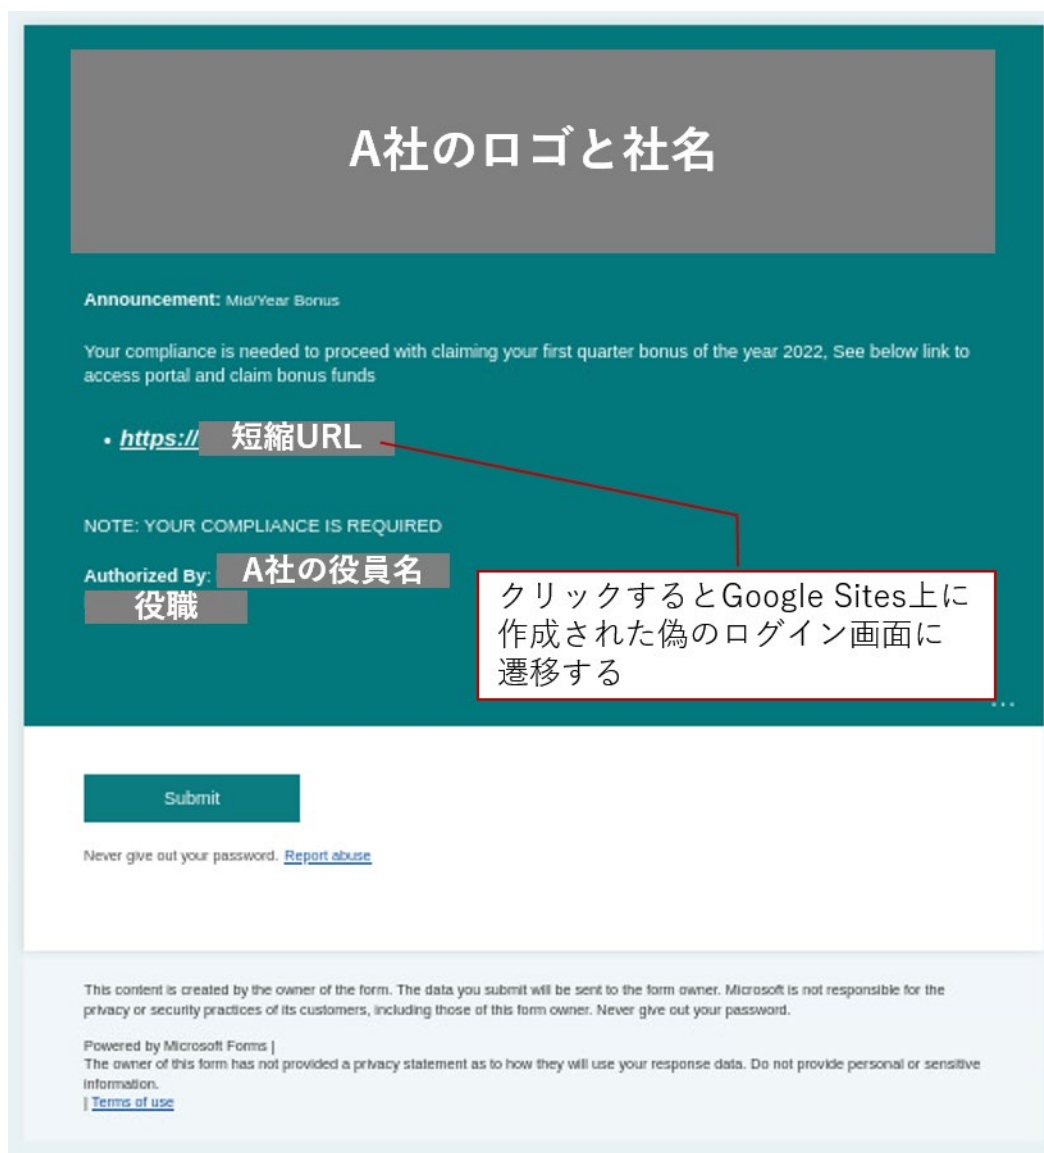 A社のロゴと社名
Announcement: Mid/Year Bonus
Your compliance is needed to proceed with claiming your first quarter bonus of the year 2022, See below link to
access portal and claim bonus funds
• https:// 短縮URL
NOTE: YOUR COMPLIANCE IS REQUIRED
Authorized By: A社の役員名
役職
クリックするとGoogle Sites上に
作成された偽のログイン画面に
遷移する
...
Submit
Never give out your password. Report abuse
This content is created by the owner of the form. The data you submit will be sent to the form owner. Microsoft is not responsible for the
privacy or security practices of its customers, including those of this form owner. Never give out your password.
Powered by Microsoft Forms |
The owner of this form has not provided a privacy statement as to how they will use your response data. Do not provide personal or sensitive
information.
| Terms of use